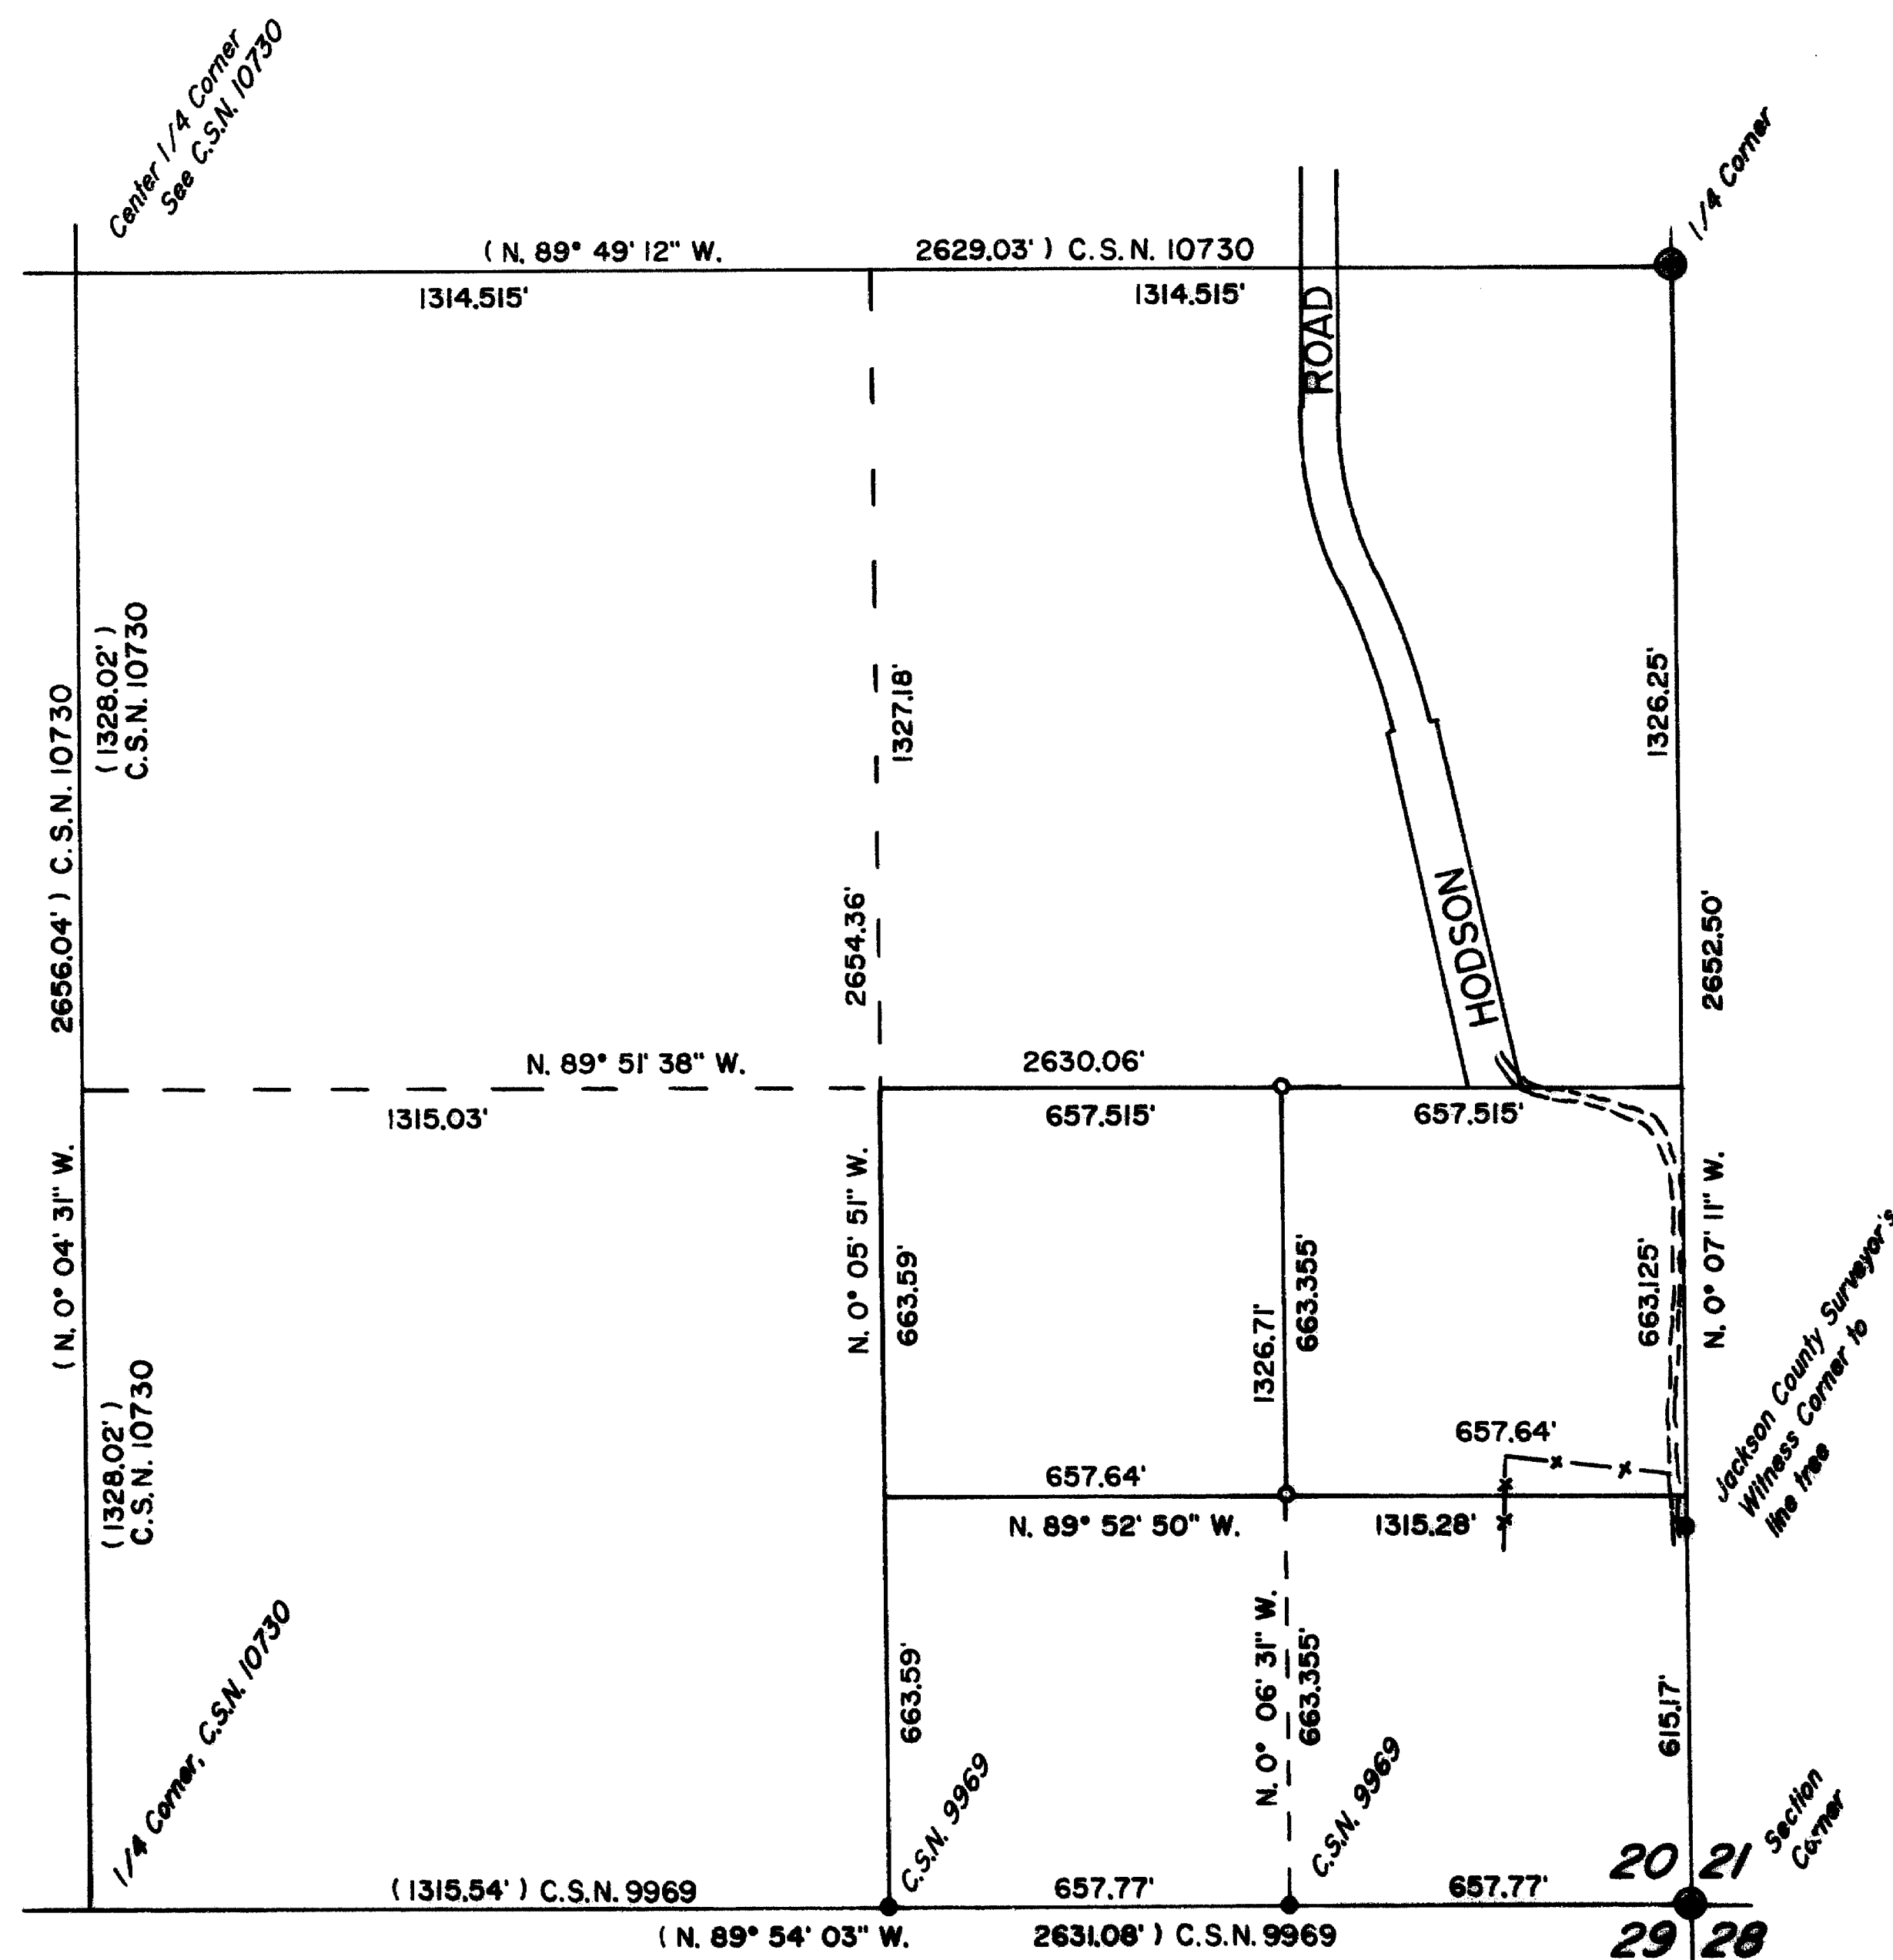 Center 1/4 Corner
See C.S.N. 10730
1/4 Corner
( N. 89° 49' 12" W.
2629.03' ) C.S.N. 10730
1314.515'
1314.515'
ROAD
HODSON
2656.04' ) C.S.N. 10730
( N. 0° 04' 31" W.
(1328.02')
C.S.N. 10730
1327.18'
2654.36'
1326.25'
2652.50'
N. 89° 51' 38" W.
2630.06'
1315.03'
657.515'
657.515'
N. 0° 05' 51" W.
663.59'
1326.71'
663.355'
663.125'
N. 0° 07' 11" W.
Jackson County Surveyor's
Witness Corner to
line tree
(1328.02')
C.S.N. 10730
657.64'
657.64'
N. 89° 52' 50" W.
1315.28'
1/4 Corner, C.S.N. 10730
663.59'
N. 0° 06' 31" W.
663.355'
615.17'
C.S.N. 9969
C.S.N. 9969
Section
Corner
20 21
(1315.54') C.S.N. 9969
657.77'
657.77'
( N. 89° 54' 03" W.
2631.08' ) C.S.N. 9969
29 28